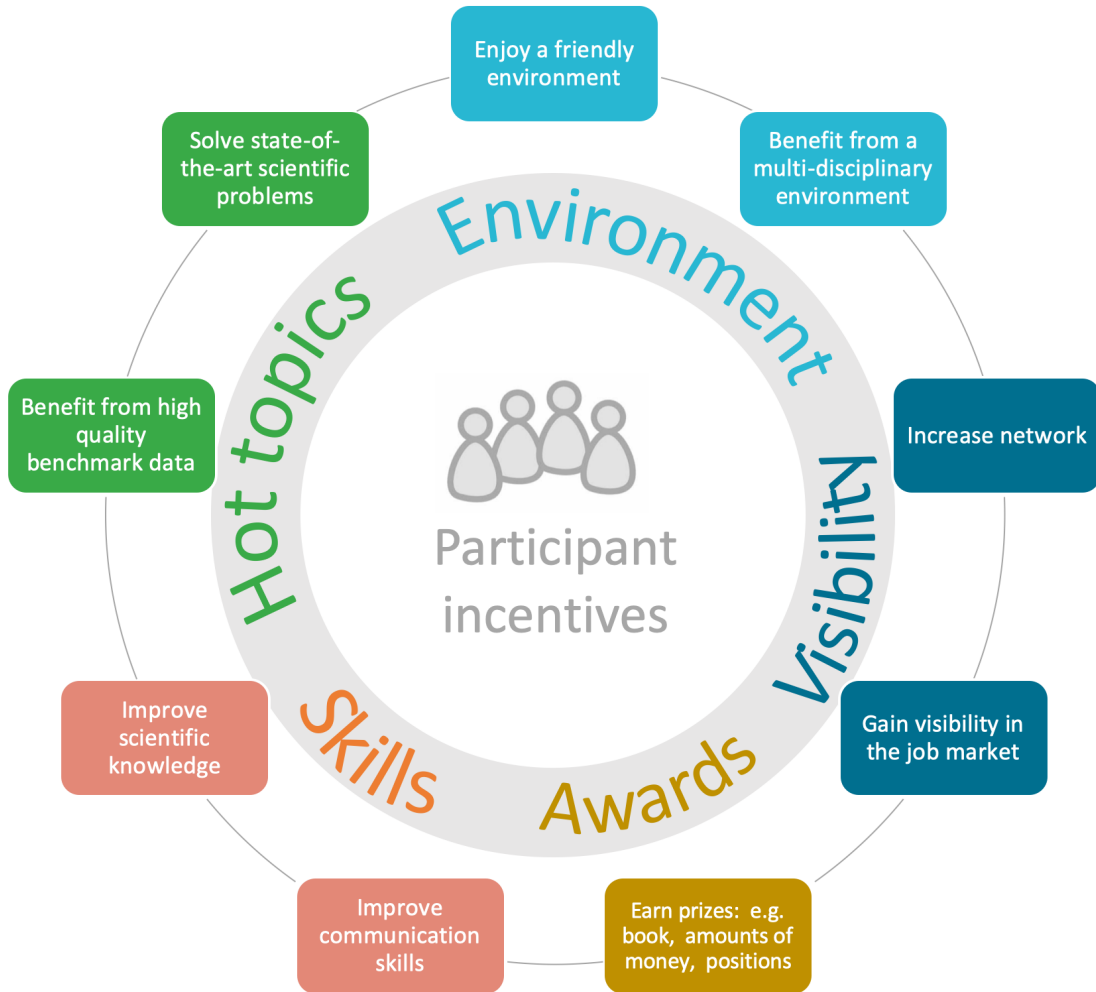 Enjoy a friendly
environment
Benefit from a
multi-disciplinary
environment
Increase network
Gain visibility in
the job market
Earn prizes:  e.g.
book,  amounts of
money,  positions
Improve
communication
skills
Improve
scientific
knowledge
Benefit from high
quality
benchmark data
Solve state-of-
the-art scientific
problems
Environment
Visibility
Awards
Skills
Hot topics
Participant
incentives